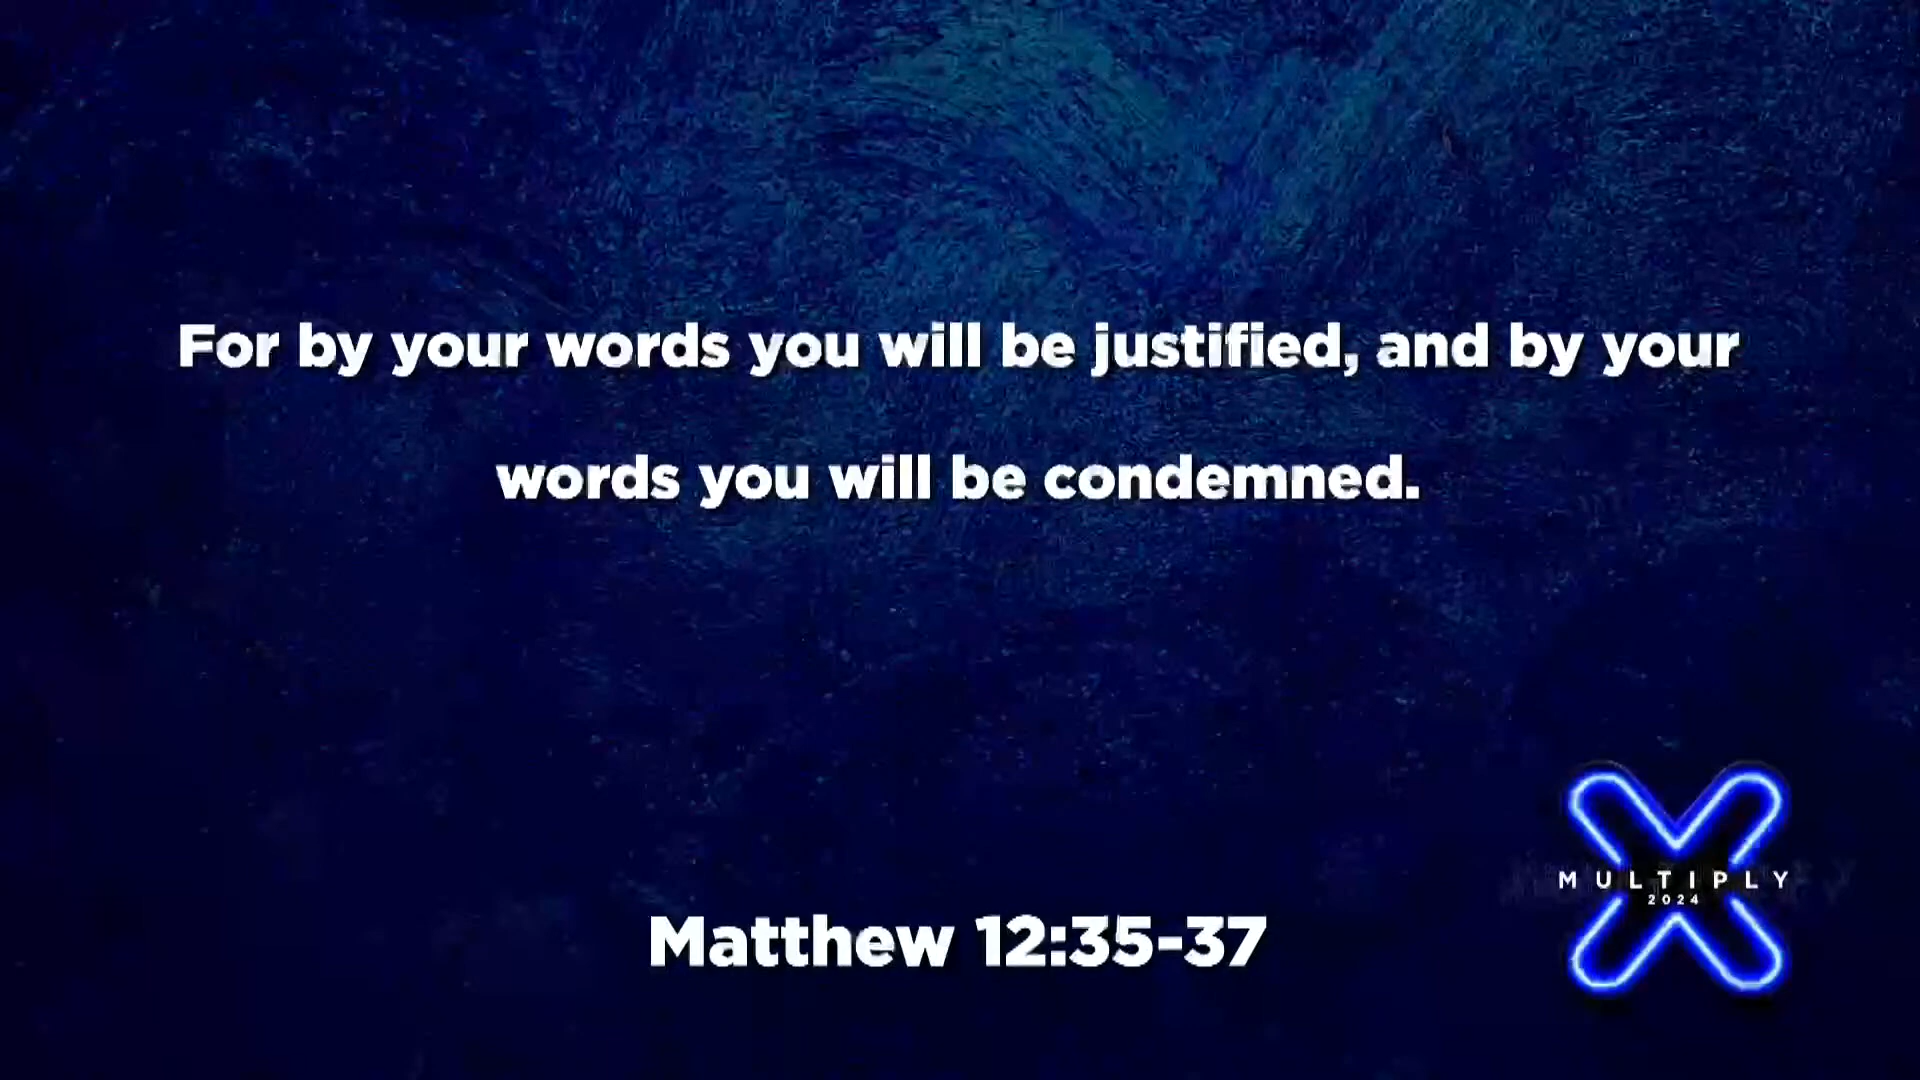 For by your words you will be justified, and by your
words you will be condemned.
Matthew 12:35-37
MULTIPLY
2024